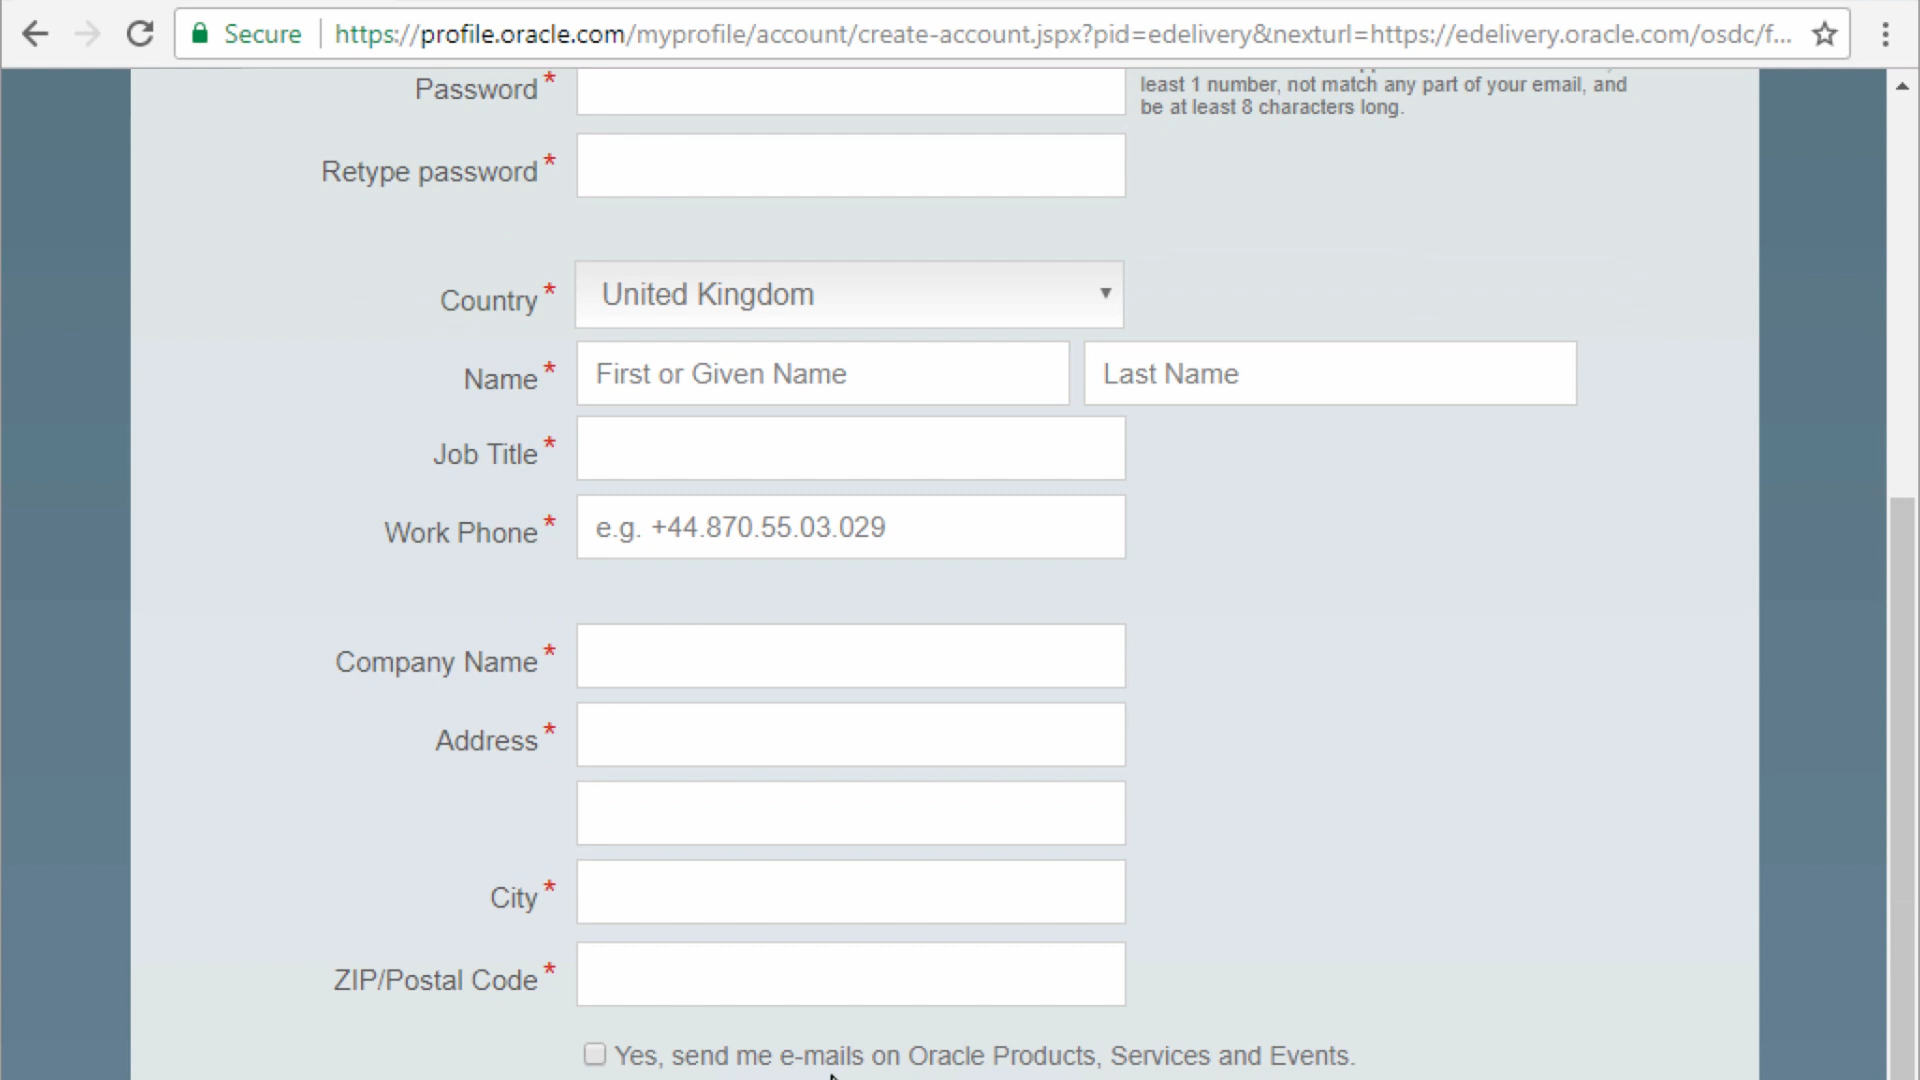 Secure https://profile.oracle.com/myprofile/account/create-account.jspx?pid=edelivery&nexturl=https://edelivery.oracle.com/osdc/f...
Password *
least 1 number, not match any part of your email, and
be at least 8 characters long.
Retype password *
Country * United Kingdom
Name * First or Given Name Last Name
Job Title *
Work Phone * e.g. +44.870.55.03.029
Company Name *
Address *
City *
ZIP/Postal Code *
Yes, send me e-mails on Oracle Products, Services and Events.